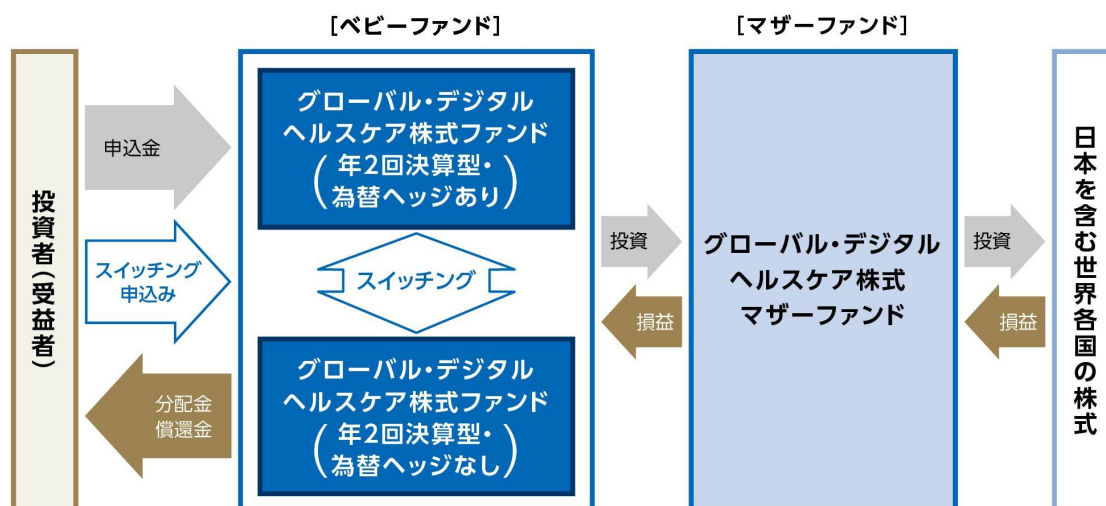 [ベビーファンド]
[マザーファンド]
投資者(受益者)
申込金
スイッチング
申込み
分配金
償還金
グローバル・デジタル
ヘルスケア株式ファンド
(年2回決算型・
為替ヘッジあり)
スイッチング
グローバル・デジタル
ヘルスケア株式ファンド
(年2回決算型・
為替ヘッジなし)
投資
損益
グローバル・デジタル
ヘルスケア株式
マザーファンド
投資
損益
日本を含む世界各国の株式